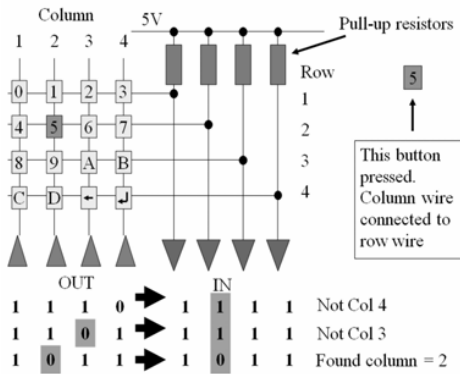 Column
5V
Pull-up resistors
1 2 3 4
Row
0 1 2 3
1
5
4 5 6 7
2
8 9 A B
3
This button
pressed.
Column wire
connected to
row wire
C D ← ↲
4
OUT
IN
1 1 1 0 1 1 1 1 Not Col 4
1 1 0 1 1 1 1 1 Not Col 3
1 0 1 1 1 0 1 1 Found column = 2